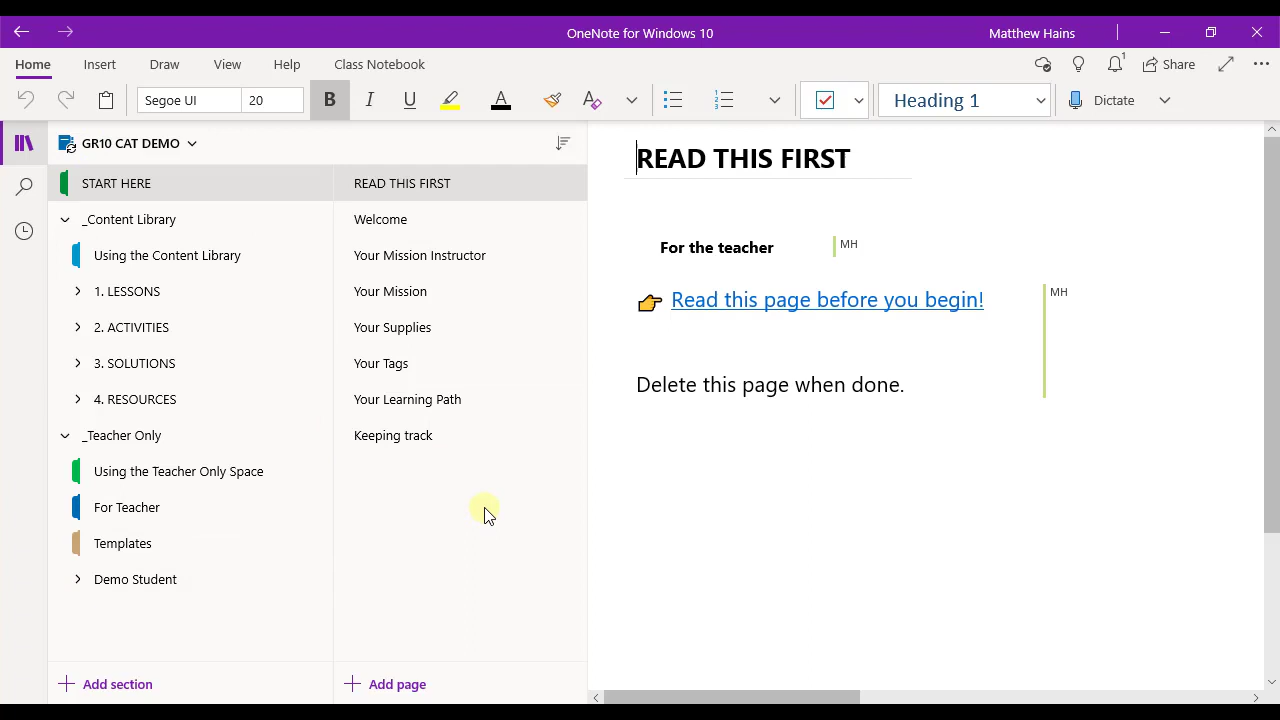 OneNote for Windows 10
Matthew Hains
Home Insert Draw View Help Class Notebook
1
Share
Segoe UI 20 B I U A A
Heading 1
Dictate
GR10 CAT DEMO
START HERE
_Content Library
Using the Content Library
1. LESSONS
2. ACTIVITIES
3. SOLUTIONS
4. RESOURCES
_Teacher Only
Using the Teacher Only Space
For Teacher
Templates
Demo Student
Add section
READ THIS FIRST
Welcome
Your Mission Instructor
Your Mission
Your Supplies
Your Tags
Your Learning Path
Keeping track
Add page
READ THIS FIRST
For the teacher
MH
👉 Read this page before you begin!
MH
Delete this page when done.